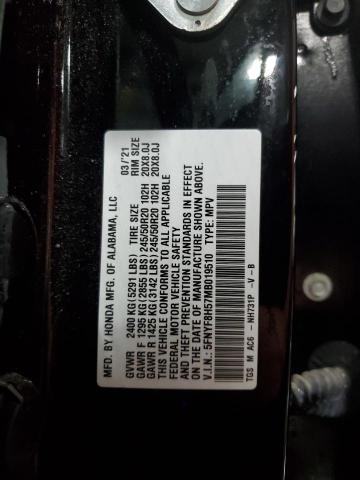 MFD. BY HONDA MFG. OF ALABAMA, LLC 03/'21
GVWR 2400 KG(5291 LBS) TIRE SIZE RIM SIZE
GAWR F 1295 KG(2855 LBS)245/50R20 102H 20X8.0J
GAWR R 1425 KG(3142 LBS)245/50R20 102H 20X8.0J
THIS VEHICLE CONFORMS TO ALL APPLICABLE
FEDERAL MOTOR VEHICLE SAFETY
AND THEFT PREVENTION STANDARDS IN EFFECT
ON THE DATE OF MANUFACTURE SHOWN ABOVE.
V.I.N.: 5FNYF8H57MB019510 TYPE: MPV
TGS M AC6 -NH731P -V -B